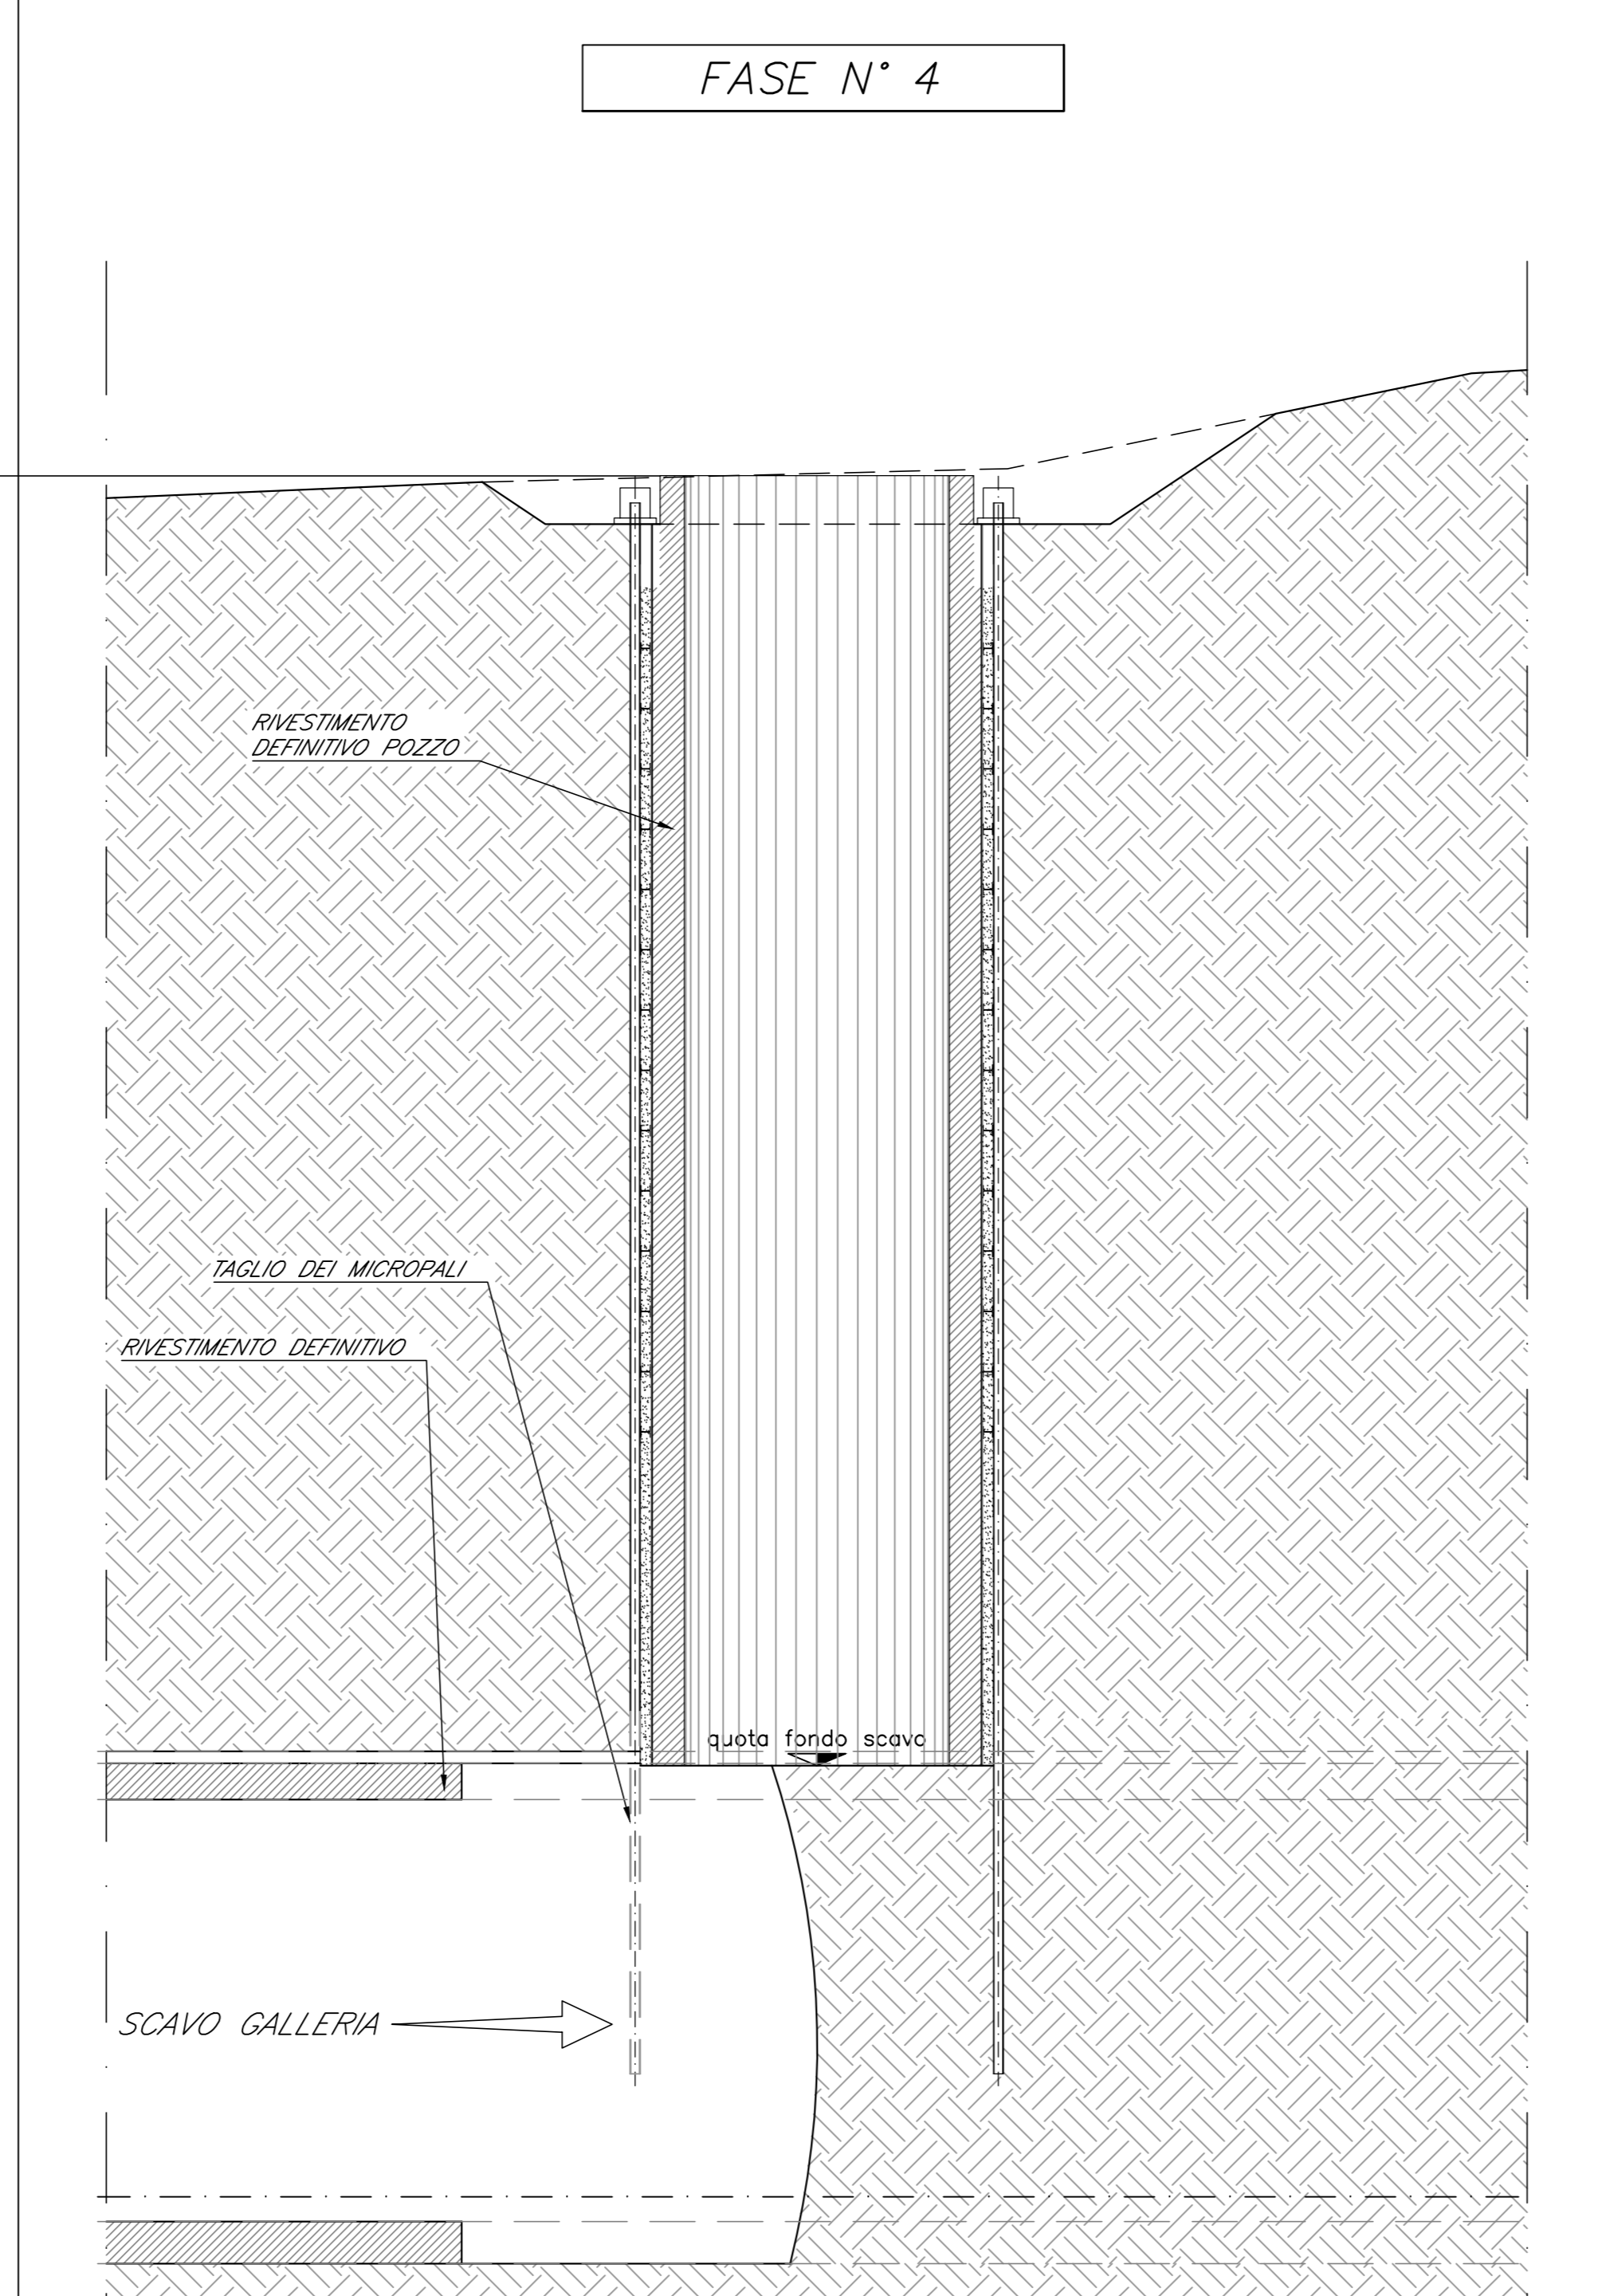 FASE N° 4
RIVESTIMENTO
DEFINITIVO POZZO
TAGLIO DEI MICROPALI
RIVESTIMENTO DEFINITIVO
quota fondo scavo
SCAVO GALLERIA